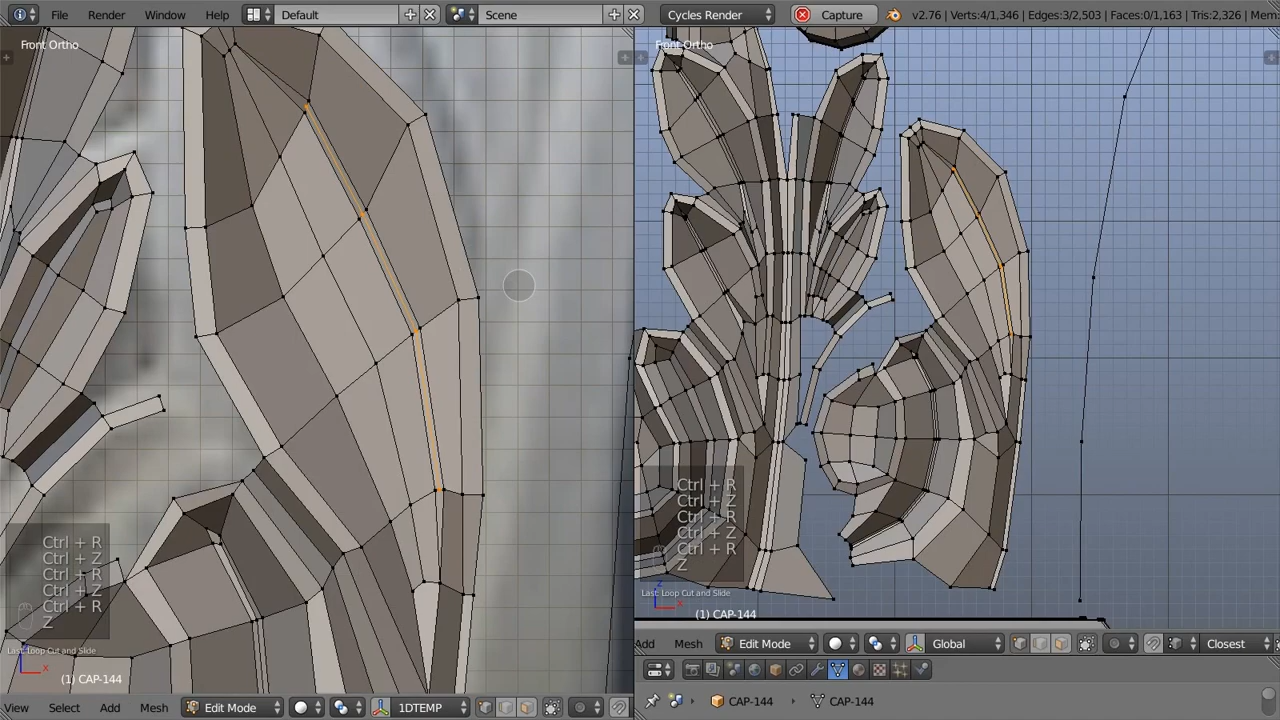 File Render Window Help Default Scene Cycles Render Capture v2.76 | Verts:4/1,346 | Edges:3/2,503 | Faces:0/1,163 | Tris:2,326 | Mem:
Front Ortho
Front Ortho
Ctrl + R
Ctrl + Z
Ctrl + R
Ctrl + Z
Ctrl + R
Z
Last: Loop Cut and Slide
x
(1) CAP-144
Ctrl + R
Ctrl + Z
Ctrl + R
Ctrl + Z
Ctrl + R
Z
Last: Loop Cut and Slide
z
x
(1) CAP-144
Add Mesh Edit Mode Global Closest
CAP-144 CAP-144
View Select Add Mesh Edit Mode 1DTEMP